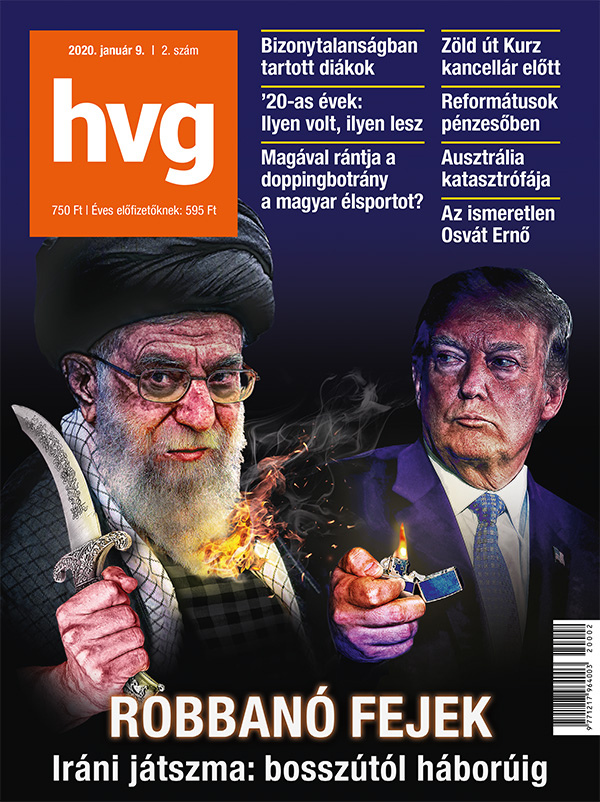 2020. január 9. | 2. szám
hvg
750 Ft | Éves előfizetőknek: 595 Ft
Bizonytalanságban
tartott diákok
’20-as évek:
Ilyen volt, ilyen lesz
Magával rántja a
doppingbotrány
a magyar élsportot?
Zöld út Kurz
kancellár előtt
Reformátusok
pénzesőben
Ausztrália
katasztrófája
Az ismeretlen
Osvát Ernő
20002
9771217964003
ROBBANÓ FEJEK
Iráni játszma: bosszútól háborúig